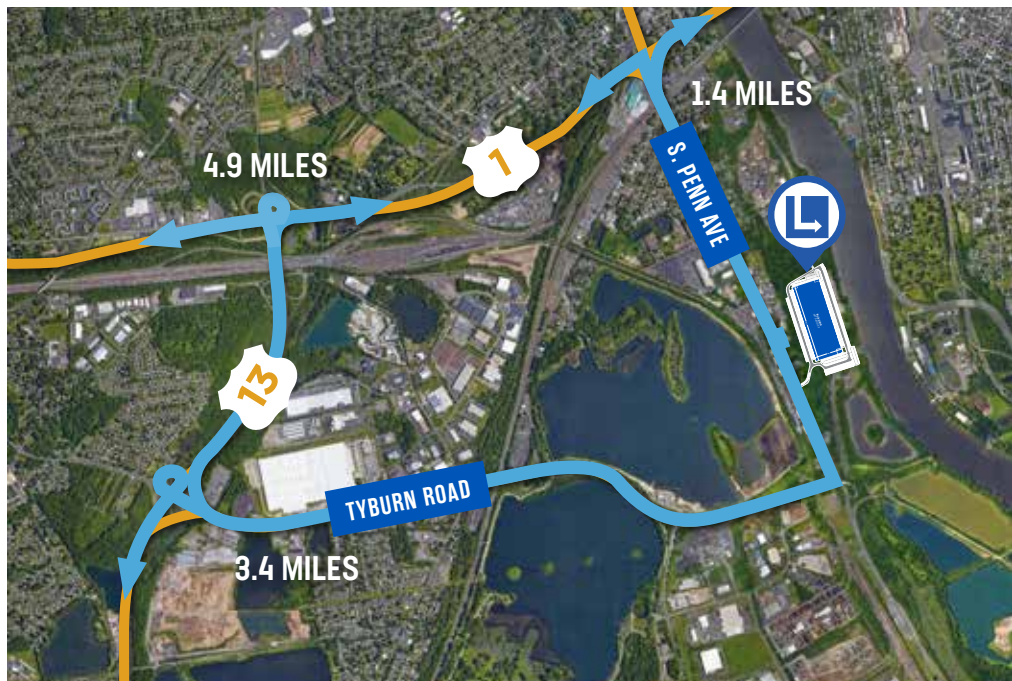 1.4 MILES
1
4.9 MILES
S. PENN AVE
L
13
TYBURN ROAD
3.4 MILES